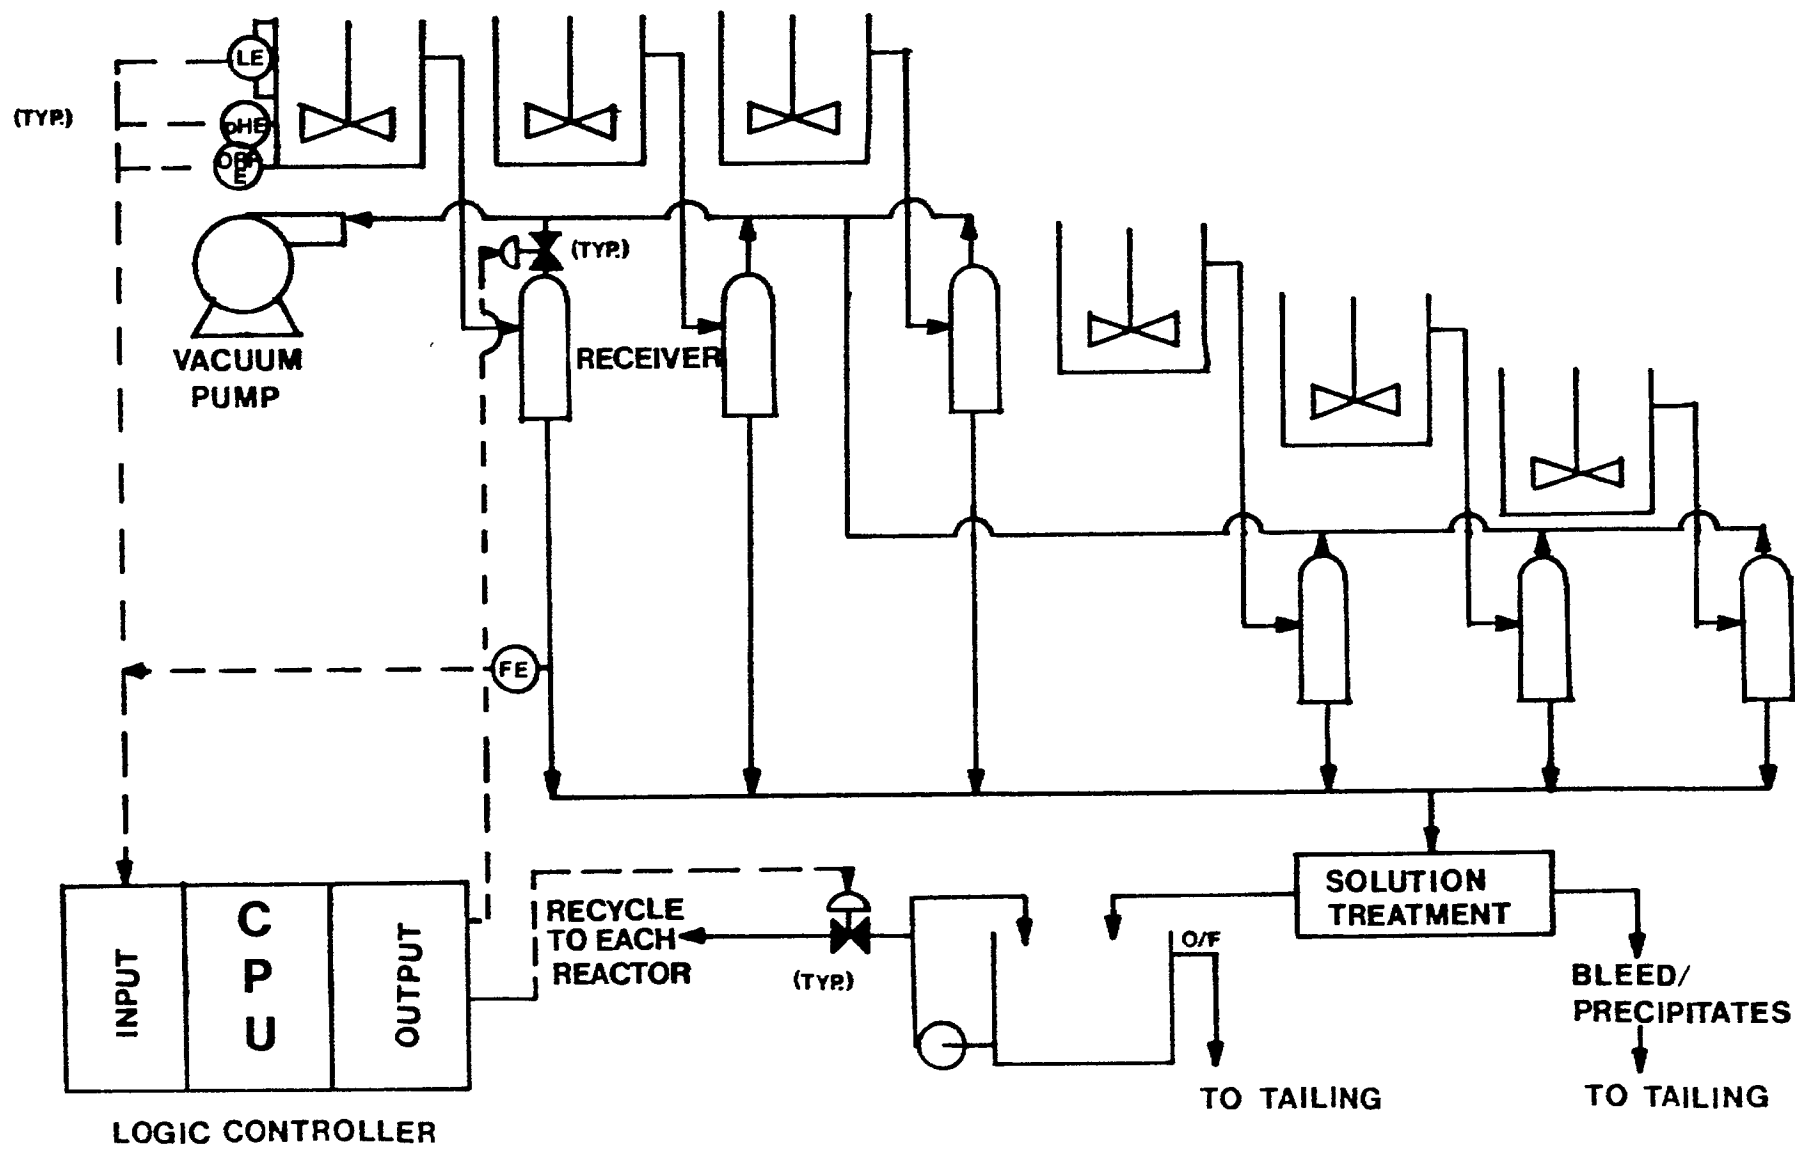 LE
(TYP.)
pHE
ORP
E
(TYP.)
VACUUM
PUMP
RECEIVER
FE
INPUT
C
P
U
OUTPUT
LOGIC CONTROLLER
RECYCLE
TO EACH
REACTOR
(TYP.)
O/F
SOLUTION
TREATMENT
BLEED/
PRECIPITATES
TO TAILING
TO TAILING